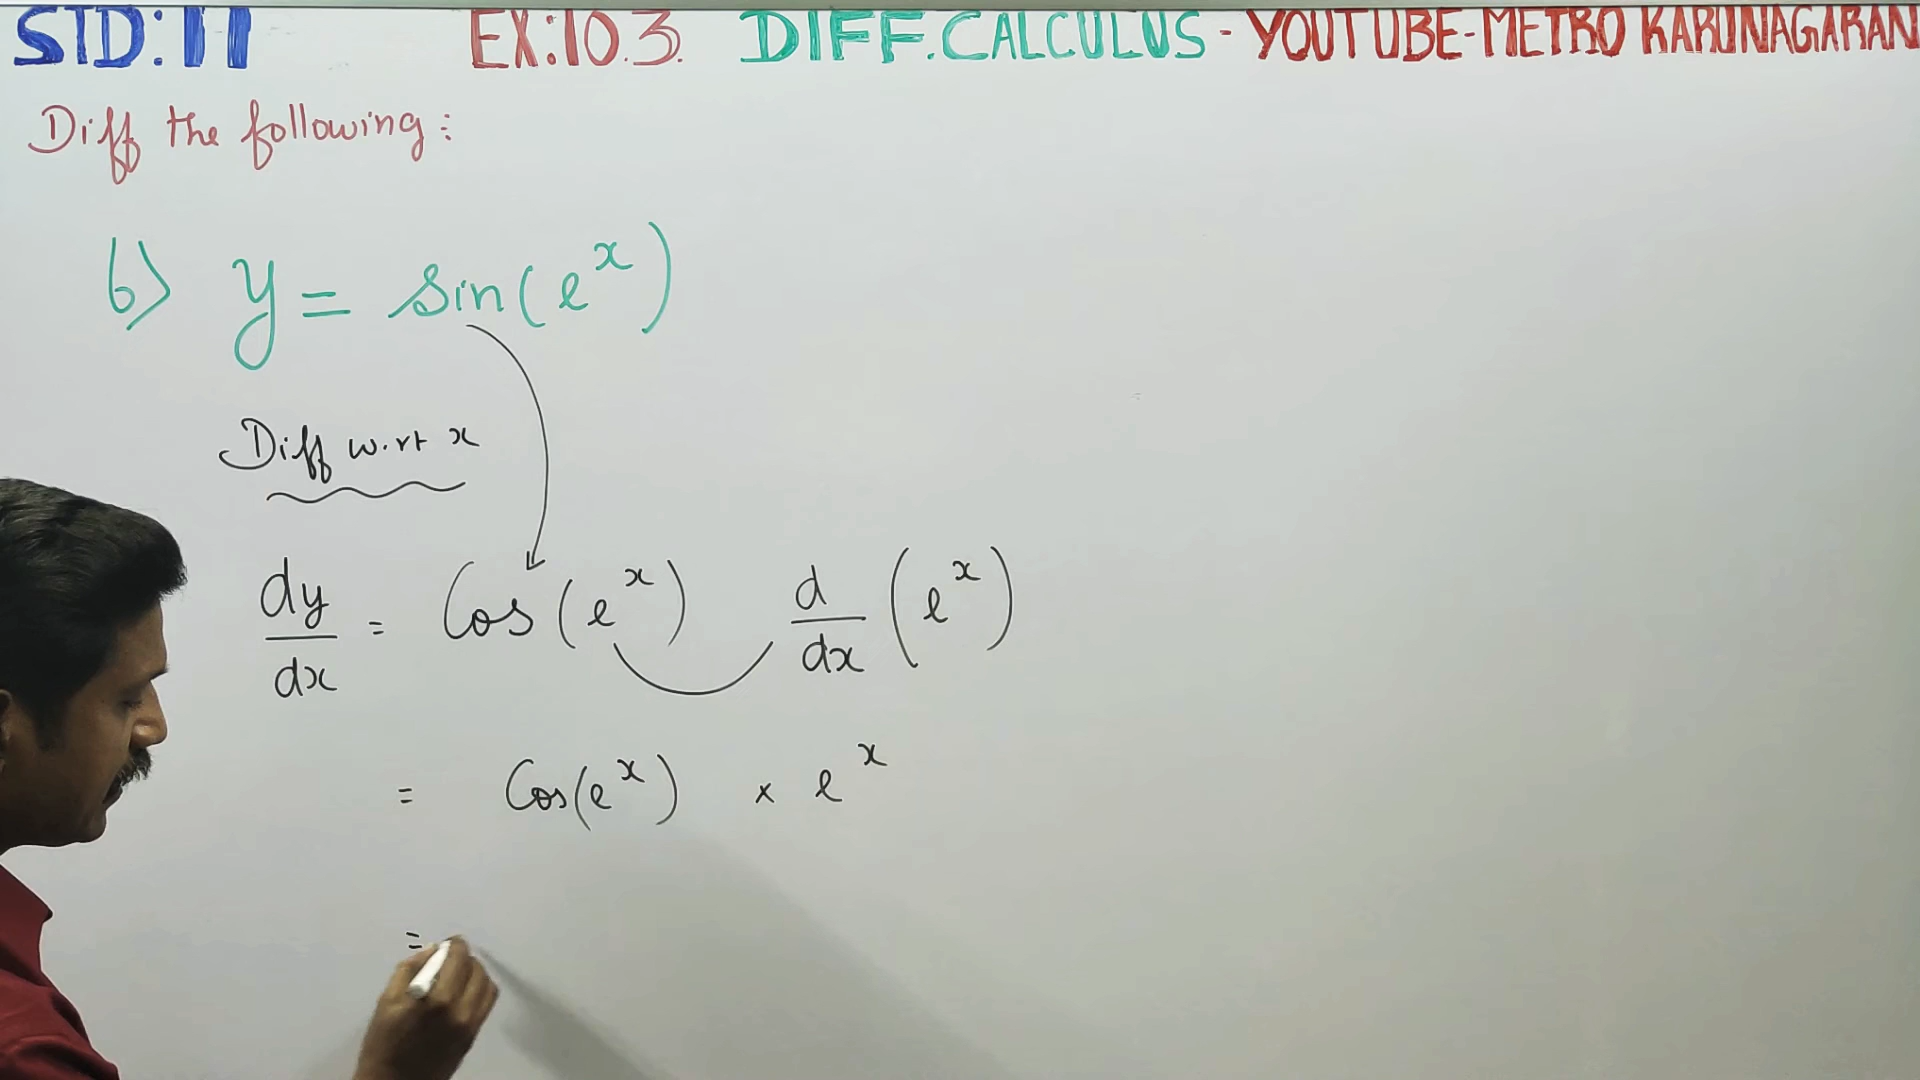 STD:11 EX:10.3. DIFF.CALCULUS - YOUTUBE-METRO KARUNAGARAN
Diff the following:
6) y = sin(e^x)
Diff w.r.t x
dy/dx = Cos(e^x) d/dx (e^x)
= Cos(e^x) × e^x
=